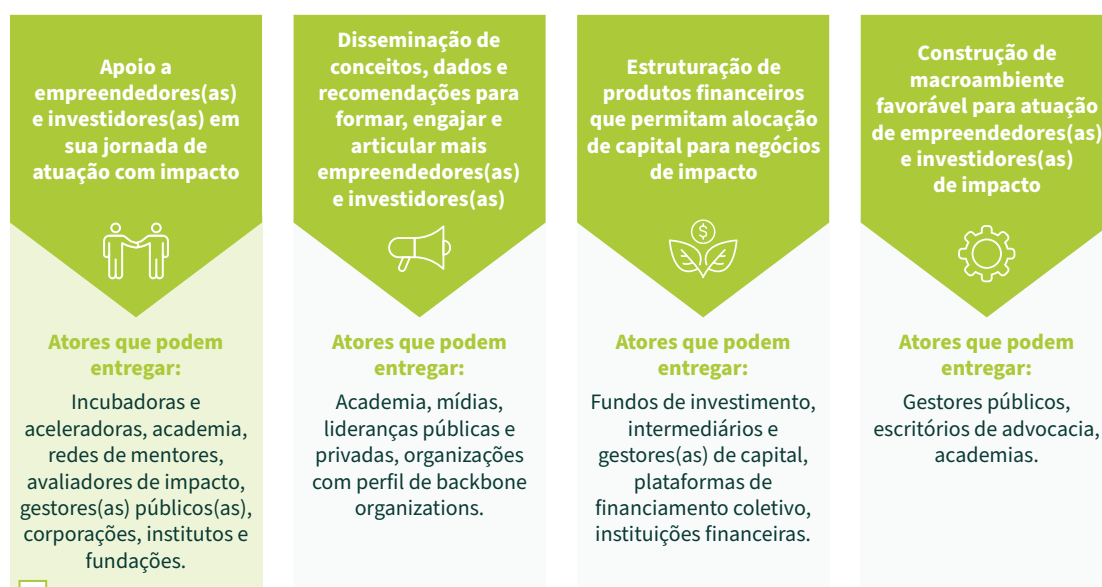 Apoio a
empreendedores(as)
e investidores(as) em
sua jornada de
atuação com impacto
Atores que podem
entregar:
Incubadoras e
aceleradoras, academia,
redes de mentores,
avaliadores de impacto,
gestores(as) públicos(as),
corporações, institutos e
fundações.
Disseminação de
conceitos, dados e
recomendações para
formar, engajar e
articular mais
empreendedores(as)
e investidores(as)
Atores que podem
entregar:
Academia, mídias,
lideranças públicas e
privadas, organizações
com perfil de backbone
organizations.
Estruturação de
produtos financeiros
que permitam alocação
de capital para negócios
de impacto
$
Atores que podem
entregar:
Fundos de investimento,
intermediários e
gestores(as) de capital,
plataformas de
financiamento coletivo,
instituições financeiras.
Construção de
macroambiente
favorável para atuação
de empreendedores(as)
e investidores(as)
de impacto
Atores que podem
entregar:
Gestores públicos,
escritórios de advocacia,
academias.